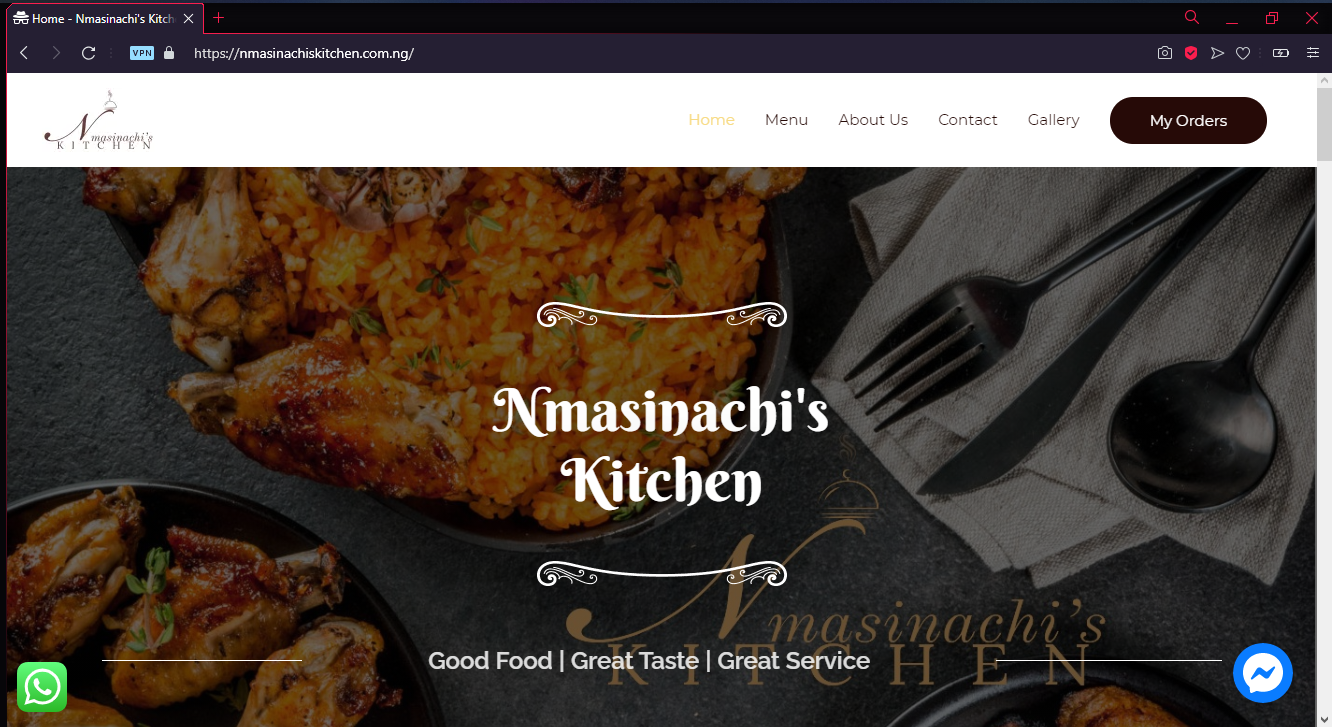 Home - Nmasinachi's Kitch
VPN
https://nmasinachiskitchen.com.ng/
Nmasinachi's
KITCHEN
Home
Menu
About Us
Contact
Gallery
My Orders
Nmasinachi's
Kitchen
Nmasinachi's
KITCHEN
Good Food | Great Taste | Great Service